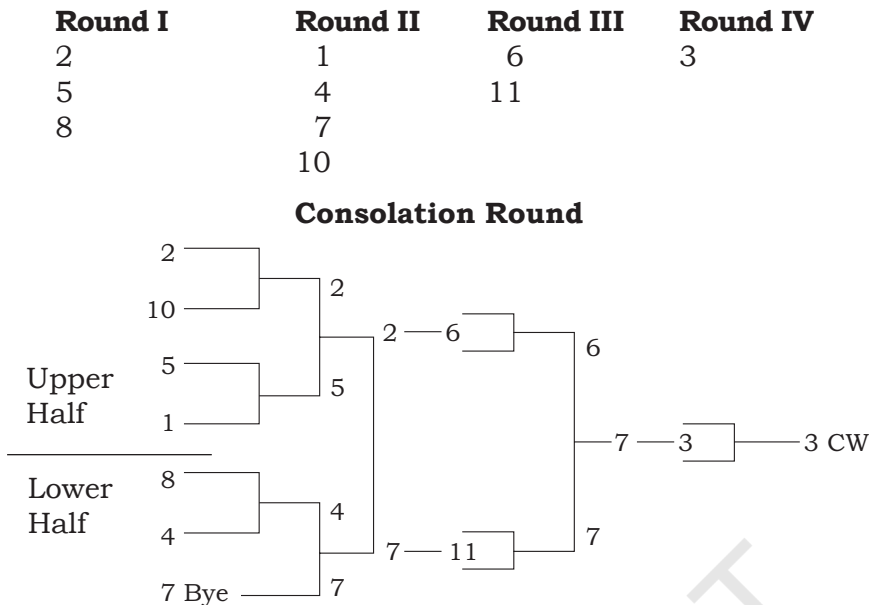 Round I Round II Round III Round IV
2 1 6 3
5 4 11
8 7
10
Consolation Round
2
2
10
2 6
6
5
Upper
Half
5
1
7 3 3 CW
8
Lower
Half
4
4
7 11
7
7 Bye
7
T